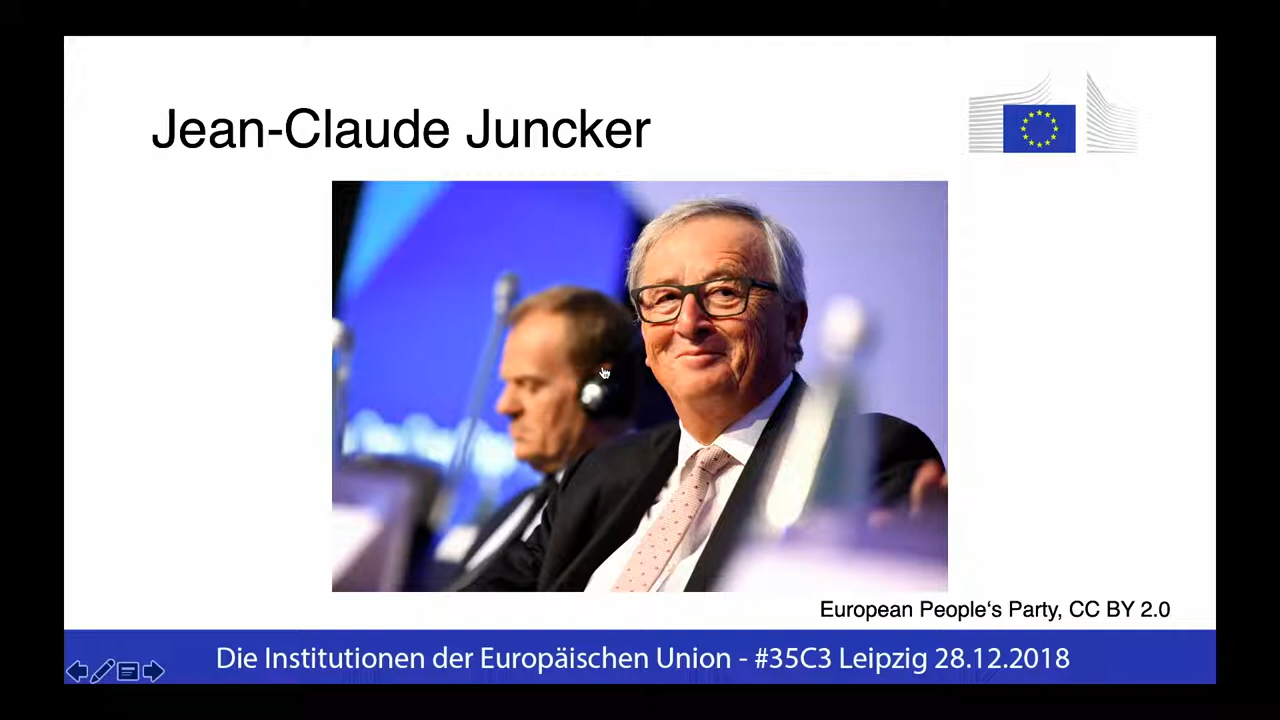 Jean-Claude Juncker
European People‘s Party, CC BY 2.0
Die Institutionen der Europäischen Union - #35C3 Leipzig 28.12.2018